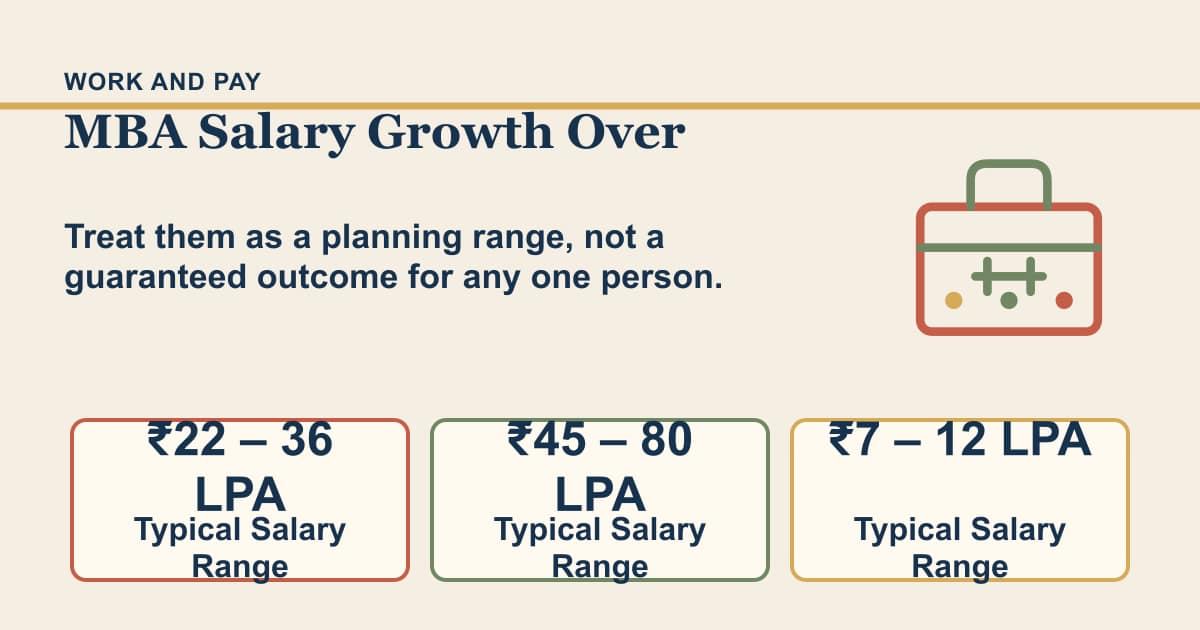 WORK AND PAY
MBA Salary Growth Over
Treat them as a planning range, not a
guaranteed outcome for any one person.
₹22 – 36
LPA
Typical Salary
Range
₹45 – 80
LPA
Typical Salary
Range
₹7 – 12 LPA
Typical Salary
Range